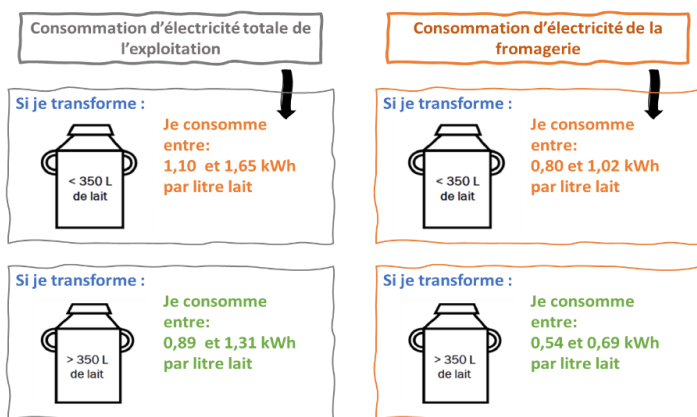 Consommation d'électricité totale de
l'exploitation
Si je transforme :
< 350 L
de lait
Je consomme
entre:
1,10 et 1,65 kWh
par litre lait
Si je transforme :
> 350 L
de lait
Je consomme
entre:
0,89 et 1,31 kWh
par litre lait
Consommation d'électricité de la
fromagerie
Si je transforme :
< 350 L
de lait
Je consomme
entre:
0,80 et 1,02 kWh
par litre lait
Si je transforme :
> 350 L
de lait
Je consomme
entre:
0,54 et 0,69 kWh
par litre lait